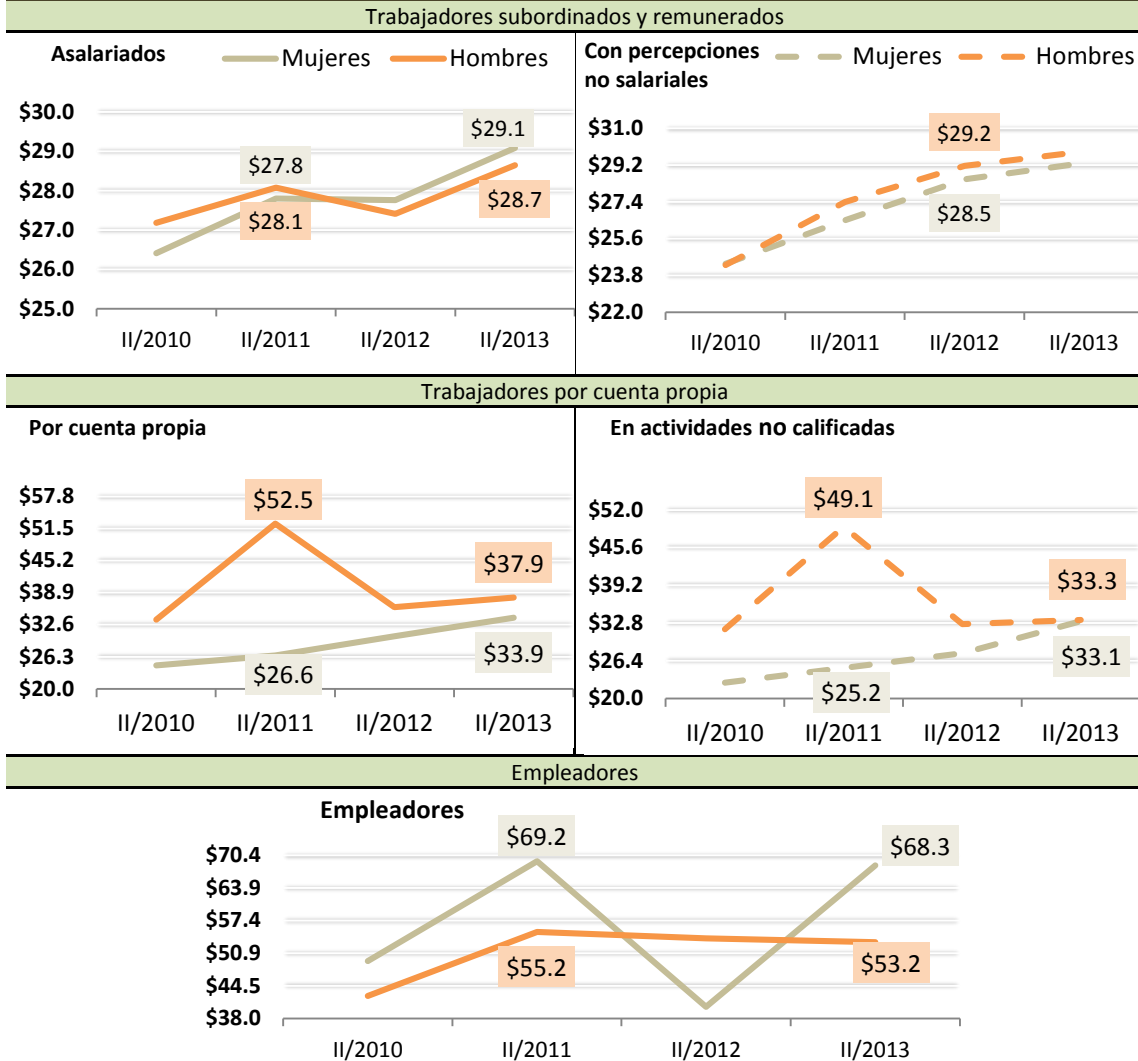 Trabajadores subordinados y remunerados
Asalariados
Mujeres
Hombres
$30.0
$29.0
$28.0
$27.0
$26.0
$25.0
$27.8
$28.1
$29.1
$28.7
II/2010 II/2011 II/2012 II/2013
Con percepciones
no salariales
Mujeres
Hombres
$31.0
$29.2
$27.4
$25.6
$23.8
$22.0
$29.2
$28.5
II/2010 II/2011 II/2012 II/2013
Trabajadores por cuenta propia
Por cuenta propia
$57.8
$51.5
$45.2
$38.9
$32.6
$26.3
$20.0
$52.5
$26.6
$37.9
$33.9
II/2010 II/2011 II/2012 II/2013
En actividades no calificadas
$52.0
$45.6
$39.2
$32.8
$26.4
$20.0
$49.1
$25.2
$33.3
$33.1
II/2010 II/2011 II/2012 II/2013
Empleadores
Empleadores
$70.4
$63.9
$57.4
$50.9
$44.5
$38.0
$69.2
$55.2
$68.3
$53.2
II/2010 II/2011 II/2012 II/2013